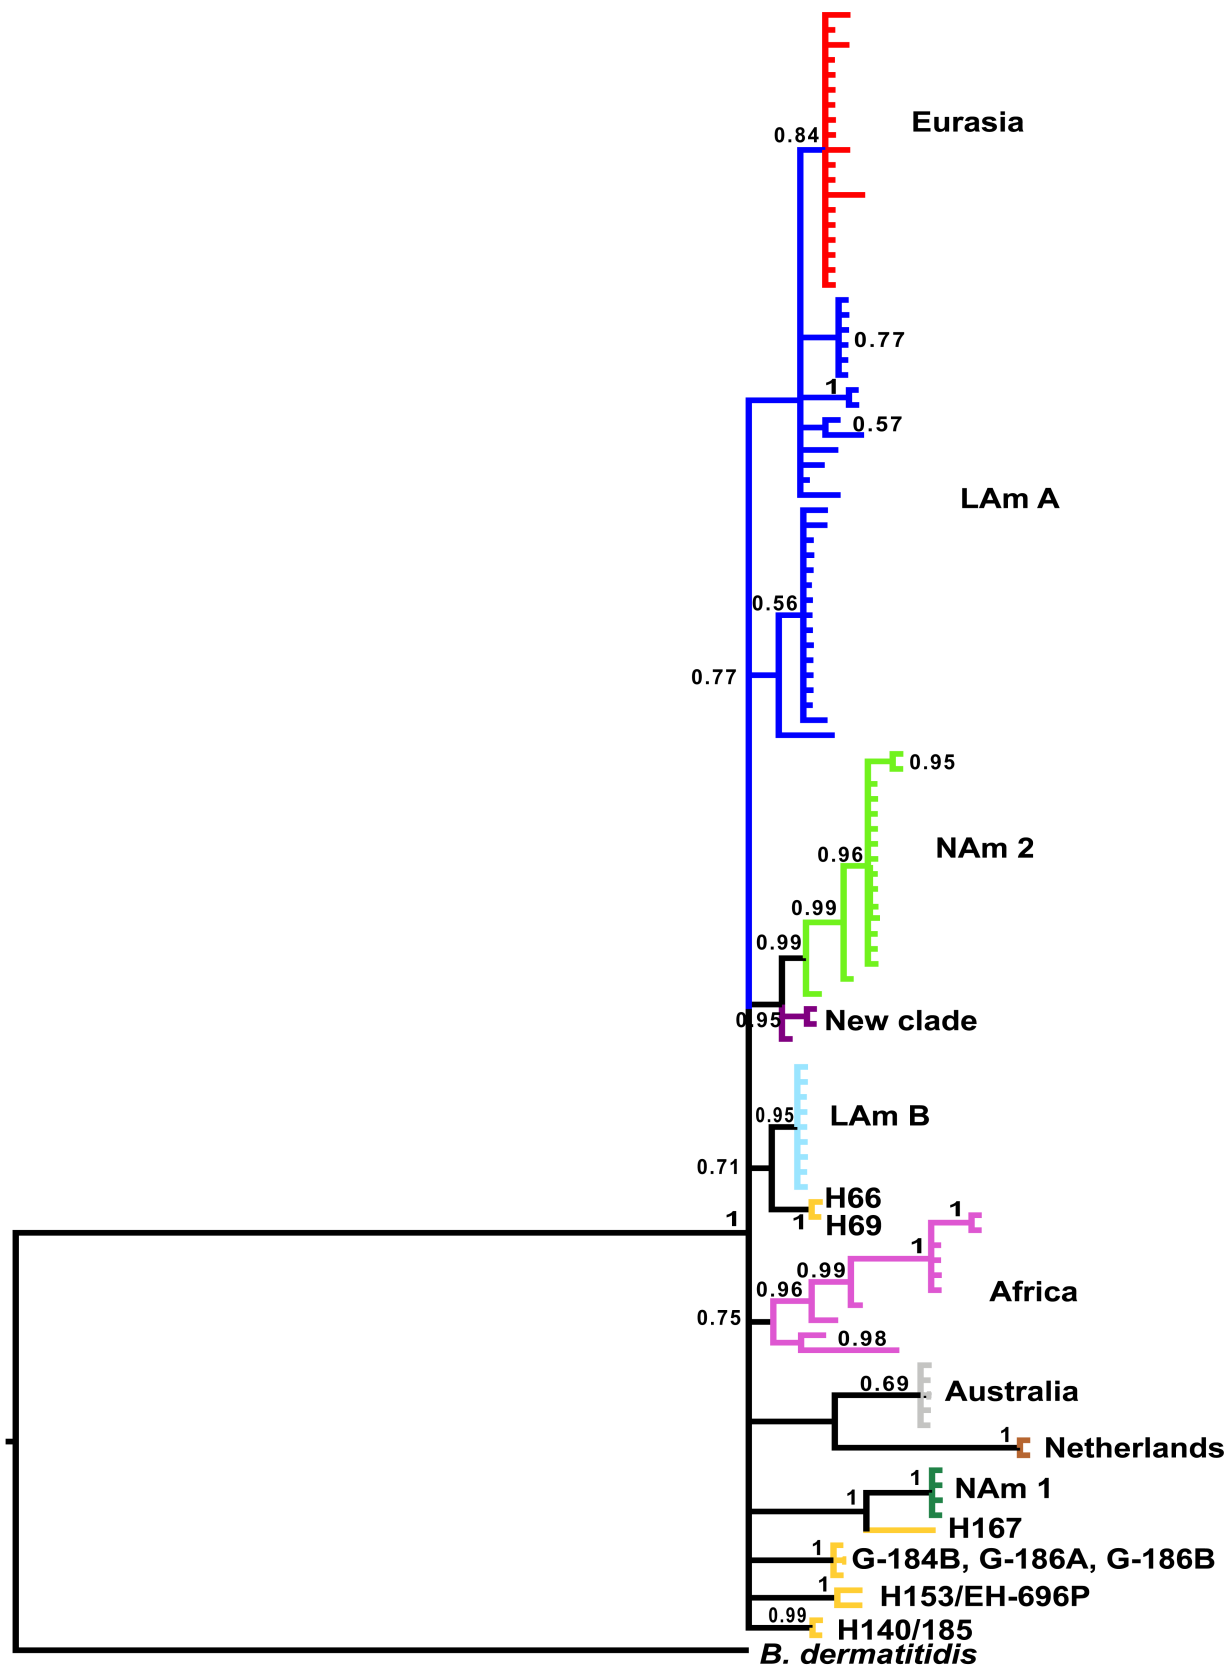 Eurasia
0.84
0.77
1
0.57
LAm A
0.56
0.77
0.95
NAm 2
0.96
0.99
0.99
0.95 New clade
0.95 LAm B
0.71
H66
1 H69
1
1
1
0.99
0.96 Africa
0.75
0.98
0.69 Australia
1 Netherlands
1 NAm 1
1
H167
1 G-184B, G-186A, G-186B
1 H153/EH-696P
0.99 H140/185
B. dermatitidis